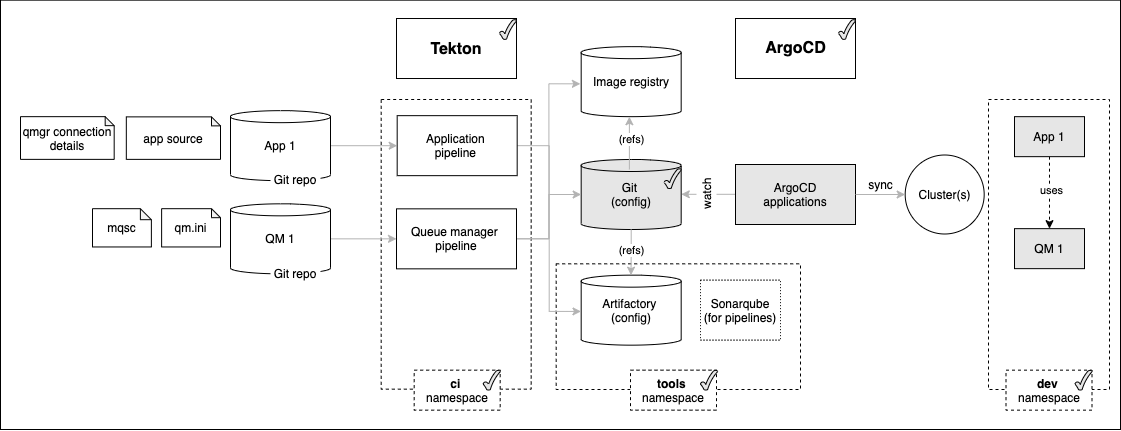 Tekton
ArgoCD
Image registry
qmgr connection
details
app source
App 1
Git repo
Application
pipeline
(refs)
App 1
mqsc
qm.ini
QM 1
Git repo
Queue manager
pipeline
Git
(config)
watch
ArgoCD
applications
sync
Cluster(s)
uses
QM 1
(refs)
Artifactory
(config)
Sonarqube
(for pipelines)
ci
namespace
tools
namespace
dev
namespace